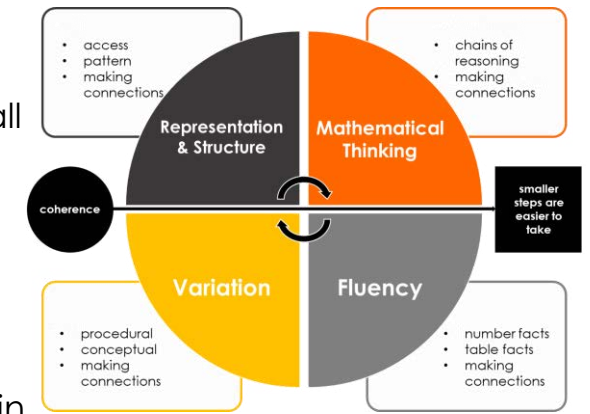 • access
• pattern
• making
connections
• chains of
reasoning
• making
connections
all
Representation
& Structure
Mathematical
Thinking
coherence
smaller
steps are
easier to
take
Variation
Fluency
• procedural
• conceptual
• making
connections
• number facts
• table facts
• making
connections
in